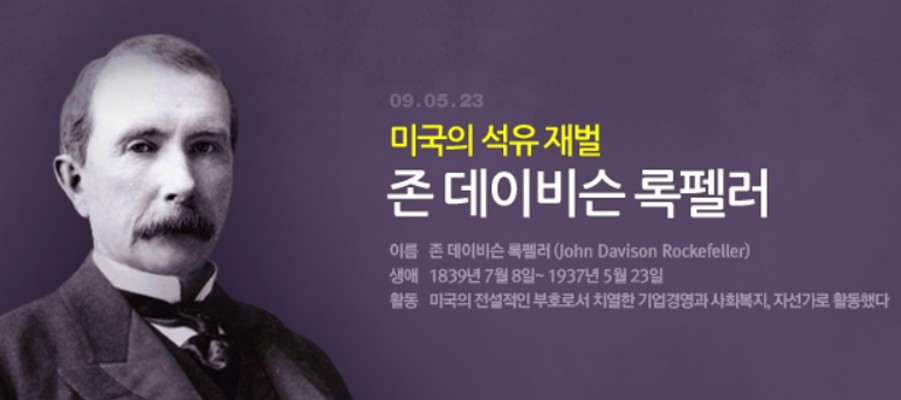 09.05.23
미국의 석유 재벌
존 데이비슨 록펠러
이름 존 데이비슨 록펠러 (John Davison Rockefeller)
생애 1839년 7월 8일~ 1937년 5월 23일
활동 미국의 전설적인 부호로서 치열한 기업경영과 사회복지, 자선가로 활동했다